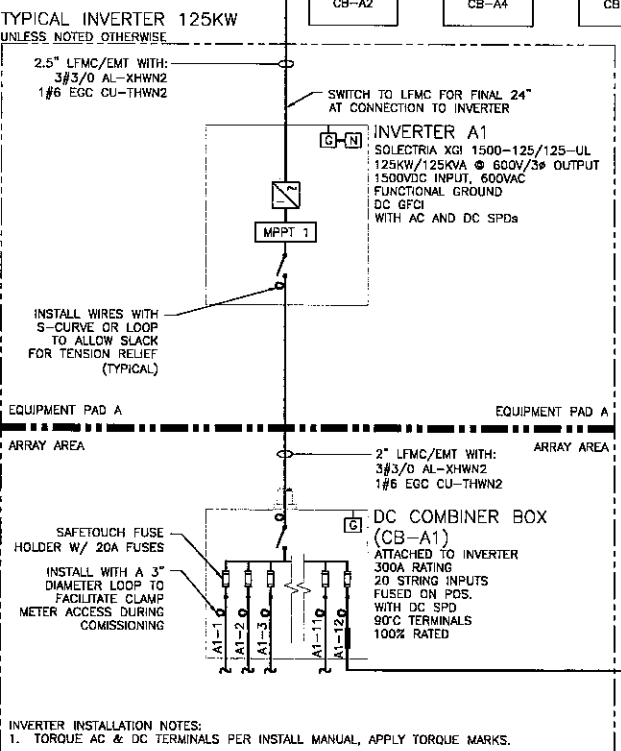 CB-A2
CB-A4
CB
TYPICAL INVERTER 125KW
UNLESS NOTED OTHERWISE
2.5" LFMC/EMT WITH:
3#3/0 AL-XHWN2
1#6 EGC CU-THWN2
SWITCH TO LFMC FOR FINAL 24"
AT CONNECTION TO INVERTER
G N
INVERTER A1
SOLECTRIA XGI 1500-125/125-UL
125KW/125KVA @ 600V/3ø OUTPUT
1500VDC INPUT, 600VAC
FUNCTIONAL GROUND
DC GFCI
WITH AC AND DC SPDs
MPPT 1
INSTALL WIRES WITH
S-CURVE OR LOOP
TO ALLOW SLACK
FOR TENSION RELIEF
(TYPICAL)
EQUIPMENT PAD A
EQUIPMENT PAD A
ARRAY AREA
ARRAY AREA
2" LFMC/EMT WITH:
3#3/0 AL-XHWN2
1#6 EGC CU-THWN2
G
DC COMBINER BOX
(CB-A1)
ATTACHED TO INVERTER
300A RATING
20 STRING INPUTS
FUSED ON POS.
WITH DC SPD
90°C TERMINALS
100% RATED
SAFETOUCH FUSE
HOLDER W/ 20A FUSES
INSTALL WITH A 3"
DIAMETER LOOP TO
FACILITATE CLAMP
METER ACCESS DURING
COMISSIONING
A1-1
A1-2
A1-3
A1-11
A1-12
INVERTER INSTALLATION NOTES:
1. TORQUE AC & DC TERMINALS PER INSTALL MANUAL, APPLY TORQUE MARKS.